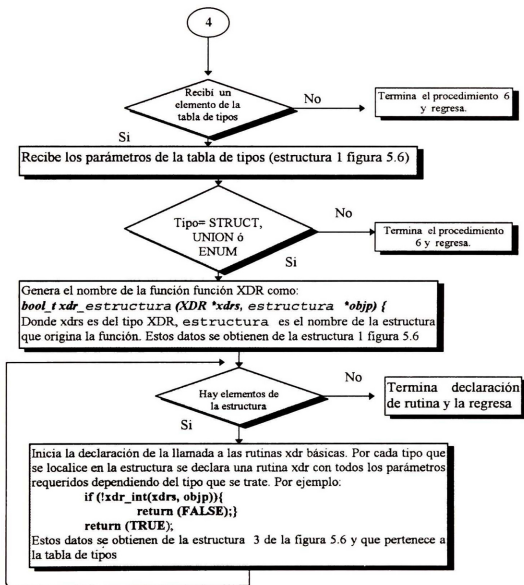 4
Recibí un
elemento de la
tabla de tipos
No
Termina el procedimiento 6
y regresa.
Si
Recibe los parámetros de la tabla de tipos (estructura 1 figura 5.6)
Tipo= STRUCT,
UNION ó
ENUM
No
Termina el procedimiento
6 y regresa.
Si
Genera el nombre de la función función XDR como:
bool_t xdr_estructura (XDR *xdrs, estructura *objp) {
Donde xdrs es del tipo XDR, estructura es el nombre de la estructura
que origina la función. Estos datos se obtienen de la estructura 1 figura 5.6
Hay elementos de
la estructura
No
Termina declaración
de rutina y la regresa
Si
Inicia la declaración de la llamada a las rutinas xdr básicas. Por cada tipo que
se localice en la estructura se declara una rutina xdr con todos los parámetros
requeridos dependiendo del tipo que se trate. Por ejemplo:
if (!xdr_int(xdrs, objp)){
return (FALSE);}
return (TRUE);
Estos datos se obtienen de la estructura 3 de la figura 5.6 y que pertenece a
la tabla de tipos